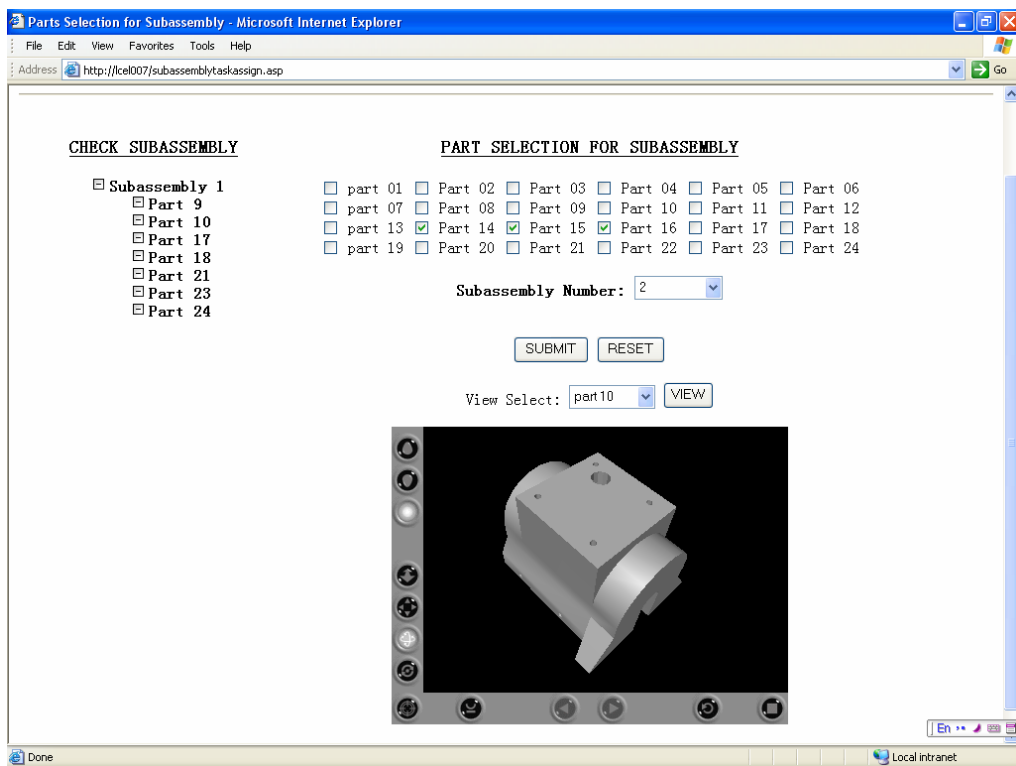 Parts Selection for Subassembly - Microsoft Internet Explorer
File Edit View Favorites Tools Help
Address http://lcel007/subassemblytaskassign.asp Go
CHECK SUBASSEMBLY
Subassembly 1
Part 9
Part 10
Part 17
Part 18
Part 21
Part 23
Part 24
PART SELECTION FOR SUBASSEMBLY
part 01 Part 02 Part 03 Part 04 Part 05 Part 06
part 07 Part 08 Part 09 Part 10 Part 11 Part 12
part 13 Part 14 Part 15 Part 16 Part 17 Part 18
part 19 Part 20 Part 21 Part 22 Part 23 Part 24
Subassembly Number: 2
SUBMIT RESET
View Select: part10 VIEW
En
Done Local intranet